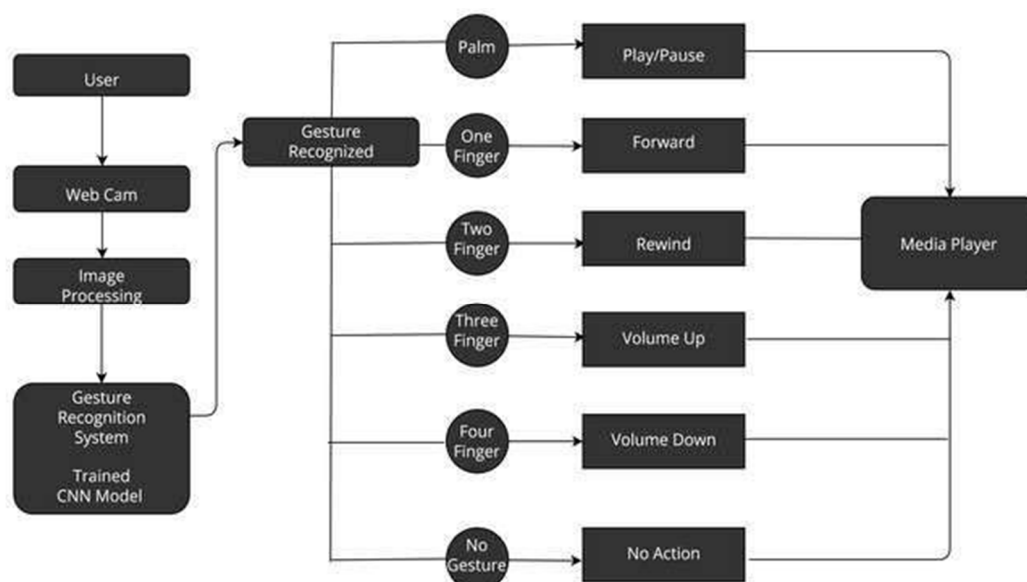 User
Web Cam
Image
Processing
Gesture
Recognition
System
Trained
CNN Model
Gesture
Recognized
Palm
Play/Pause
One
Finger
Forward
Two
Finger
Rewind
Three
Finger
Volume Up
Four
Finger
Volume Down
No
Gesture
No Action
Media Player